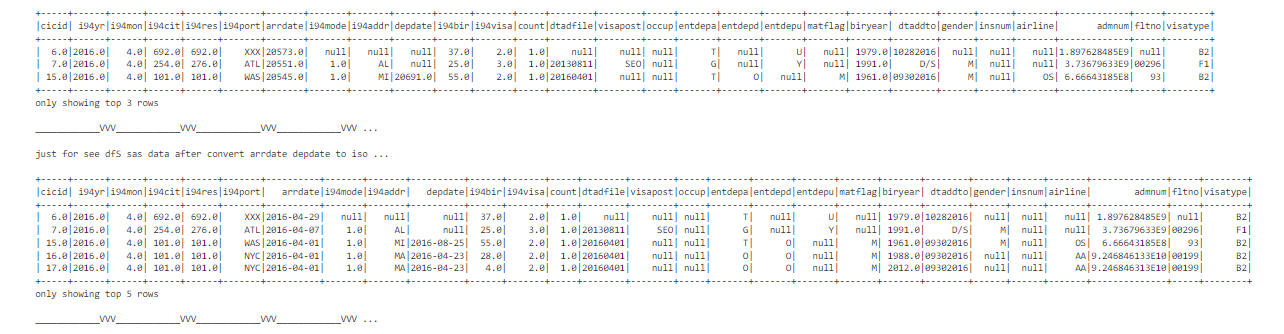 +-----+------+------+------+------+-------+-------+-------+-------+-------+------+-------+-----+--------+--------+-----+-------+-------+-------+-------+-------+--------+------+------+-------+--------------+-----+--------+
|cicid| i94yr|i94mon|i94cit|i94res|i94port|arrdate|i94mode|i94addr|depdate|i94bir|i94visa|count|dtadfile|visapost|occup|entdepa|entdepd|entdepu|matflag|biryear| dtaddto|gender|insnum|airline|        admnum|fltno|visatype|
+-----+------+------+------+------+-------+-------+-------+-------+-------+------+-------+-----+--------+--------+-----+-------+-------+-------+-------+-------+--------+------+------+-------+--------------+-----+--------+
|  6.0|2016.0|   4.0| 692.0| 692.0|    XXX|20573.0|   null|   null|   null|  37.0|    2.0|  1.0|    null|    null| null|      T|   null|      U|   null| 1979.0|10282016|  null|  null|   null|1.897628485E9| null|      B2|
|  7.0|2016.0|   4.0| 254.0| 276.0|    ATL|20551.0|    1.0|     AL|   null|  25.0|    3.0|  1.0|20130811|     SEO| null|      G|   null|      Y|   null| 1991.0|     D/S|     M|  null|   null| 3.73679633E9|00296|      F1|
| 15.0|2016.0|   4.0| 101.0| 101.0|    WAS|20545.0|    1.0|     MI|20691.0|  55.0|    2.0|  1.0|20160401|    null| null|      T|      O|   null|      M| 1961.0|09302016|     M|  null|     OS| 6.66643185E8|   93|      B2|
+-----+------+------+------+------+-------+-------+-------+-------+-------+------+-------+-----+--------+--------+-----+-------+-------+-------+-------+-------+--------+------+------+-------+--------------+-----+--------+
only showing top 3 rows
____________VVV____________VVV____________VVV____________VVV ...
just for see dfS sas data after convert arrdate depdate to iso ...
+-----+------+------+------+------+-------+----------+-------+-------+----------+------+-------+-----+--------+--------+-----+-------+-------+-------+-------+-------+--------+------+------+-------+---------------+-----+--------+
|cicid| i94yr|i94mon|i94cit|i94res|i94port|   arrdate|i94mode|i94addr|   depdate|i94bir|i94visa|count|dtadfile|visapost|occup|entdepa|entdepd|entdepu|matflag|biryear| dtaddto|gender|insnum|airline|         admnum|fltno|visatype|
+-----+------+------+------+------+-------+----------+-------+-------+----------+------+-------+-----+--------+--------+-----+-------+-------+-------+-------+-------+--------+------+------+-------+---------------+-----+--------+
|  6.0|2016.0|   4.0| 692.0| 692.0|    XXX|2016-04-29|   null|   null|      null|  37.0|    2.0|  1.0|    null|    null| null|      T|   null|      U|   null| 1979.0|10282016|  null|  null|   null|  1.897628485E9| null|      B2|
|  7.0|2016.0|   4.0| 254.0| 276.0|    ATL|2016-04-07|    1.0|     AL|      null|  25.0|    3.0|  1.0|20130811|     SEO| null|      G|   null|      Y|   null| 1991.0|     D/S|     M|  null|   null|   3.73679633E9|00296|      F1|
| 15.0|2016.0|   4.0| 101.0| 101.0|    WAS|2016-04-01|    1.0|     MI|2016-08-25|  55.0|    2.0|  1.0|20160401|    null| null|      T|      O|   null|      M| 1961.0|09302016|     M|  null|     OS|   6.66643185E8|   93|      B2|
| 16.0|2016.0|   4.0| 101.0| 101.0|    NYC|2016-04-01|    1.0|     MA|2016-04-23|  28.0|    2.0|  1.0|20160401|    null| null|      O|      O|   null|      M| 1988.0|09302016|  null|  null|     AA|9.246846133E10|00199|      B2|
| 17.0|2016.0|   4.0| 101.0| 101.0|    NYC|2016-04-01|    1.0|     MA|2016-04-23|   4.0|    2.0|  1.0|20160401|    null| null|      O|      O|   null|      M| 2012.0|09302016|  null|  null|     AA|9.246846313E10|00199|      B2|
+-----+------+------+------+------+-------+----------+-------+-------+----------+------+-------+-----+--------+--------+-----+-------+-------+-------+-------+-------+--------+------+------+-------+---------------+-----+--------+
only showing top 5 rows
____________VVV____________VVV____________VVV____________VVV ...